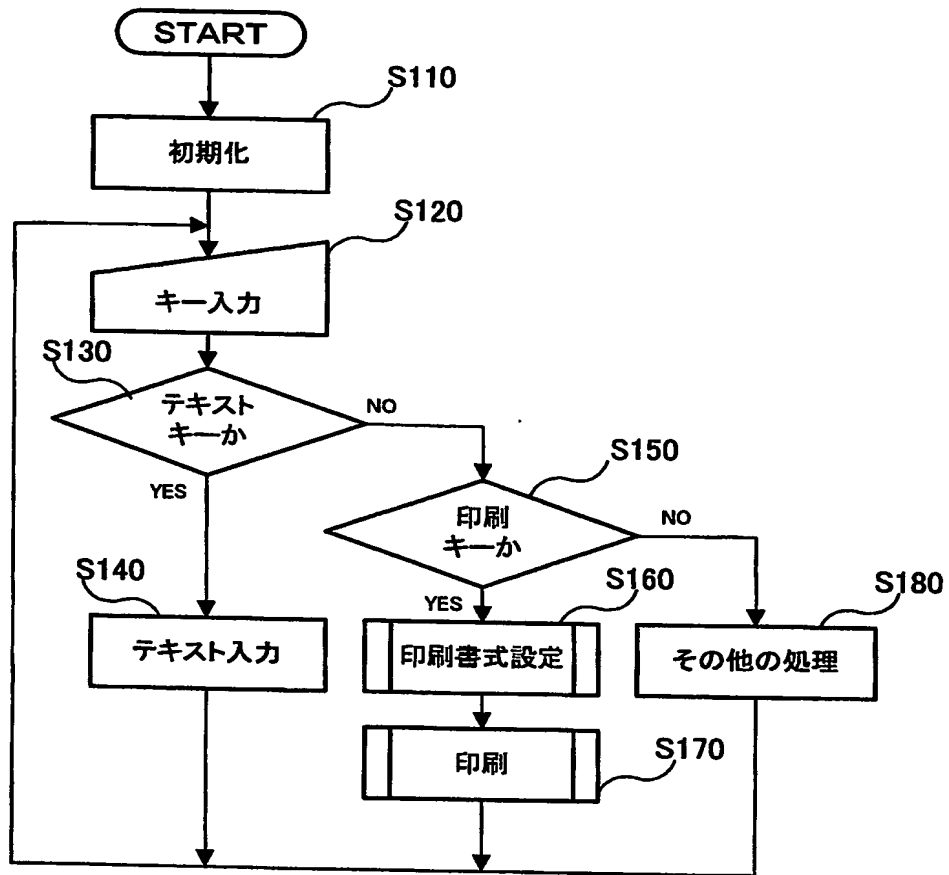 START
S110
初期化
S120
キー入力
S130
テキスト
キーか
NO
YES
S150
印刷
キーか
NO
YES
S140
テキスト入力
S160
印刷書式設定
S180
その他の処理
S170
印刷